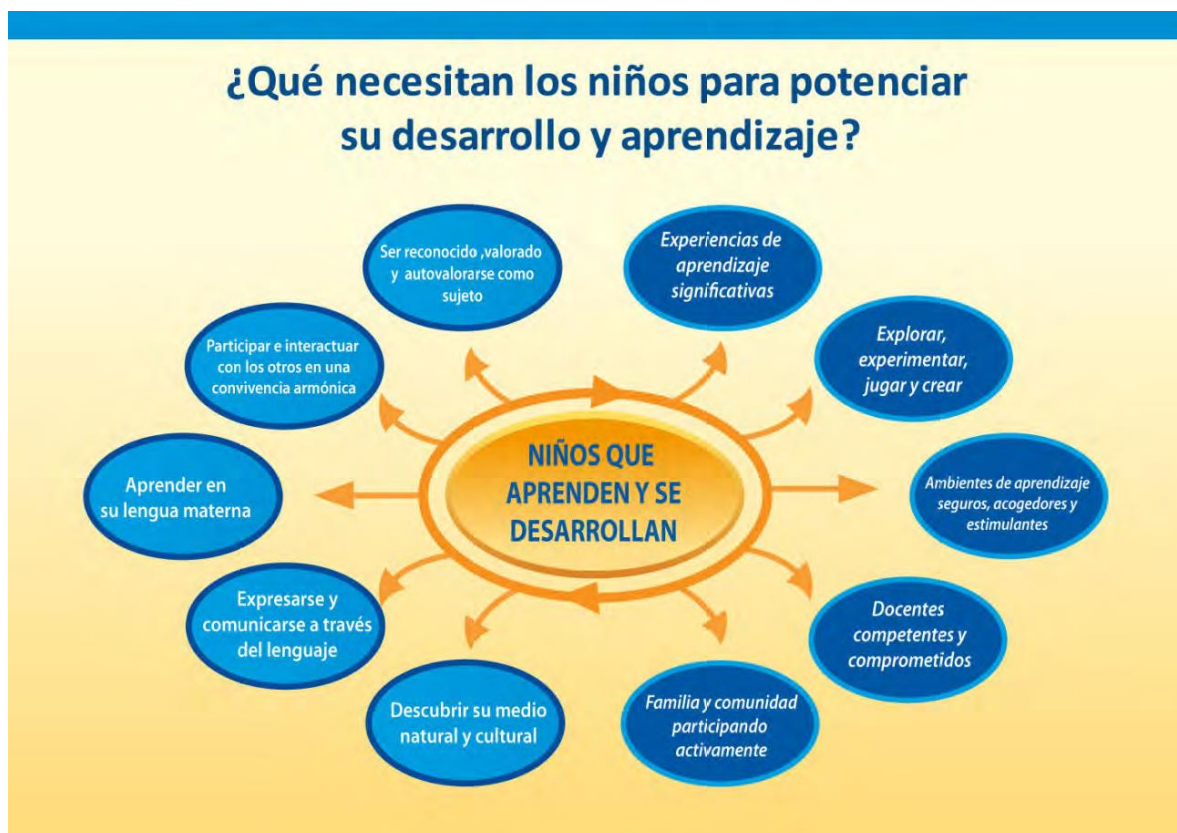 ¿Qué necesitan los niños para potenciar
su desarrollo y aprendizaje?
Ser reconocido ,valorado
y autovalorarse como
sujeto
Experiencias de
aprendizaje
significativas
Participar e interactuar
con los otros en una
convivencia armónica
Explorar,
experimentar,
jugar y crear
NIÑOS QUE
APRENDEN Y SE
DESARROLLAN
Aprender en
su lengua materna
Ambientes de aprendizaje
seguros, acogedores y
estimulantes
Expresarse y
comunicarse a través
del lenguaje
Docentes
competentes y
comprometidos
Descubrir su medio
natural y cultural
Familia y comunidad
participando
activamente